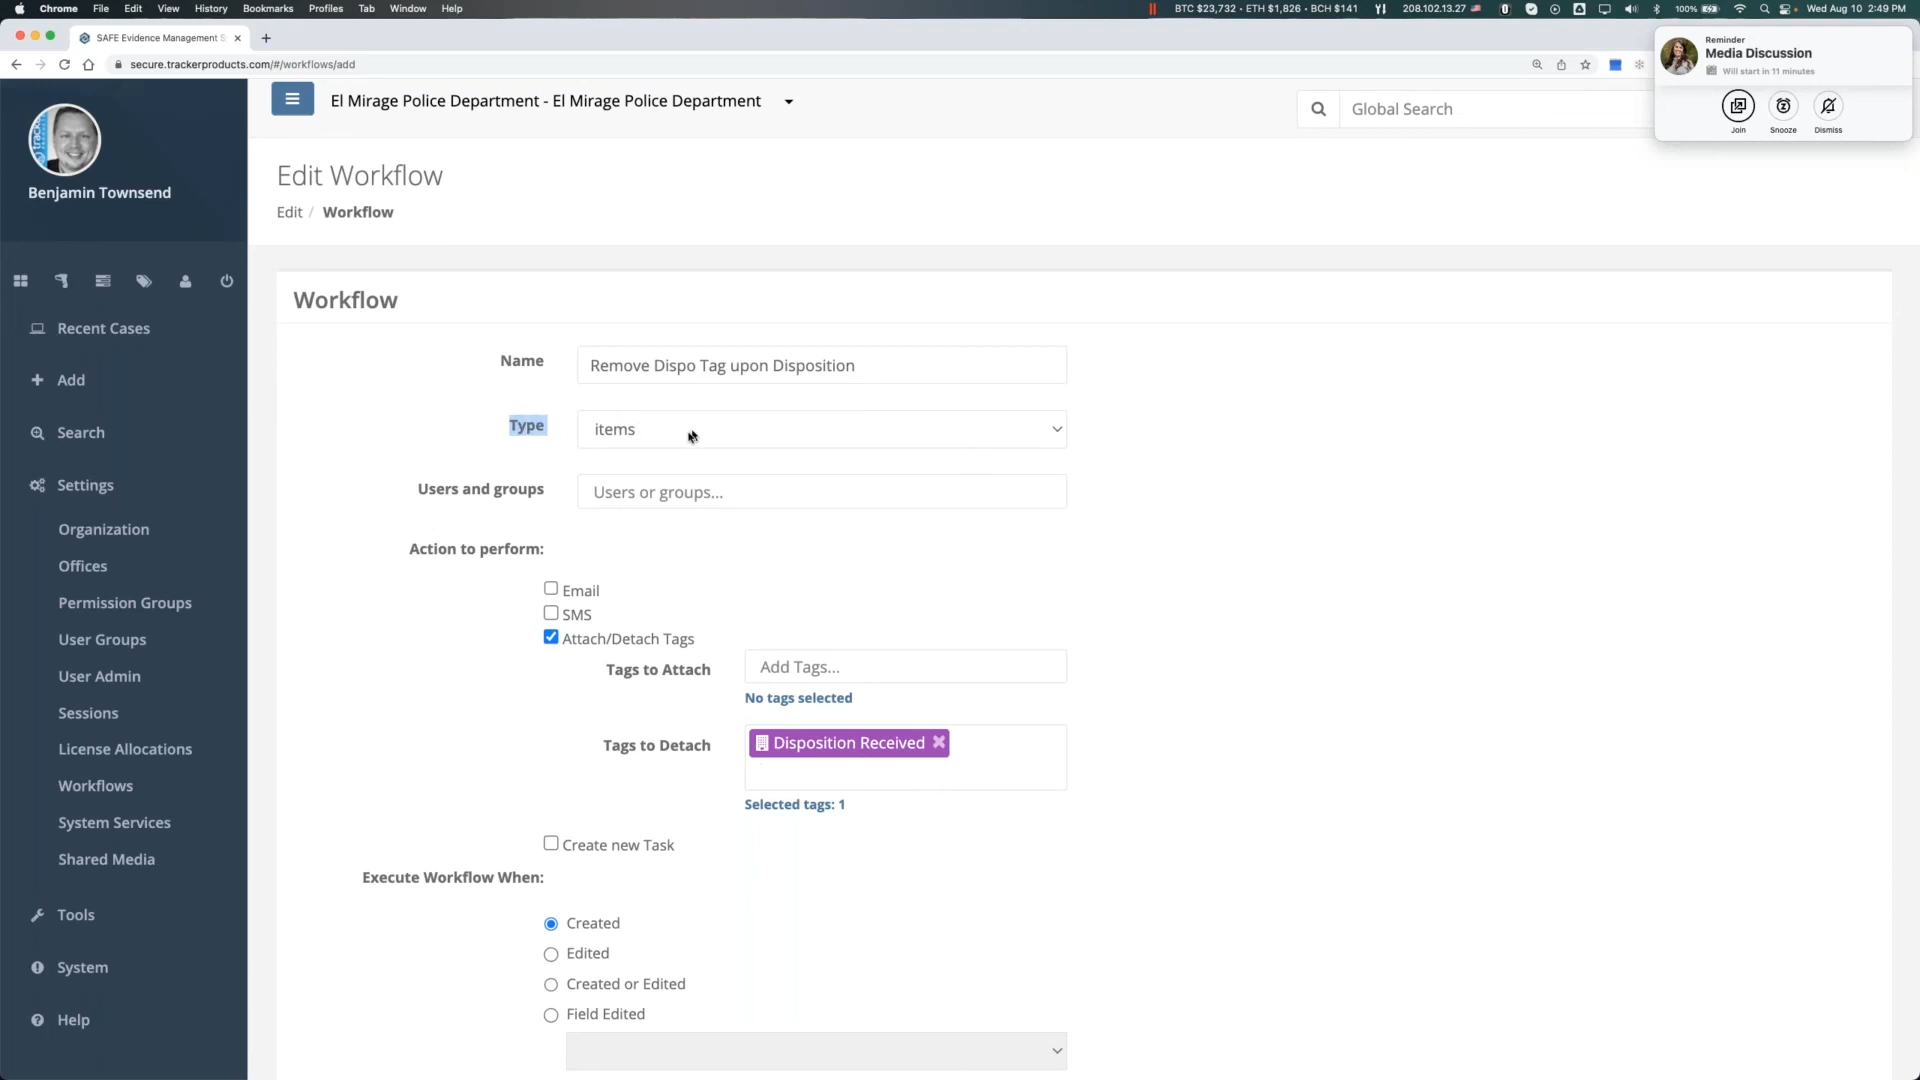 Chrome File Edit View History Bookmarks Profiles Tab Window Help
BTC $23,732 • ETH $1,826 • BCH $141 208.102.13.27 100% Wed Aug 10 2:49 PM
SAFE Evidence Management S
secure.trackerproducts.com/#/workflows/add
Reminder
Media Discussion
Will start in 11 minutes
Join Snooze Dismiss
Benjamin Townsend
Recent Cases
Add
Search
Settings
Organization
Offices
Permission Groups
User Groups
User Admin
Sessions
License Allocations
Workflows
System Services
Shared Media
Tools
System
Help
El Mirage Police Department - El Mirage Police Department
Global Search
Edit Workflow
Edit / Workflow
Workflow
Name Remove Dispo Tag upon Disposition
Type items
Users and groups Users or groups...
Action to perform:
Email
SMS
Attach/Detach Tags
Tags to Attach Add Tags...
No tags selected
Tags to Detach Disposition Received
Selected tags: 1
Create new Task
Execute Workflow When:
Created
Edited
Created or Edited
Field Edited